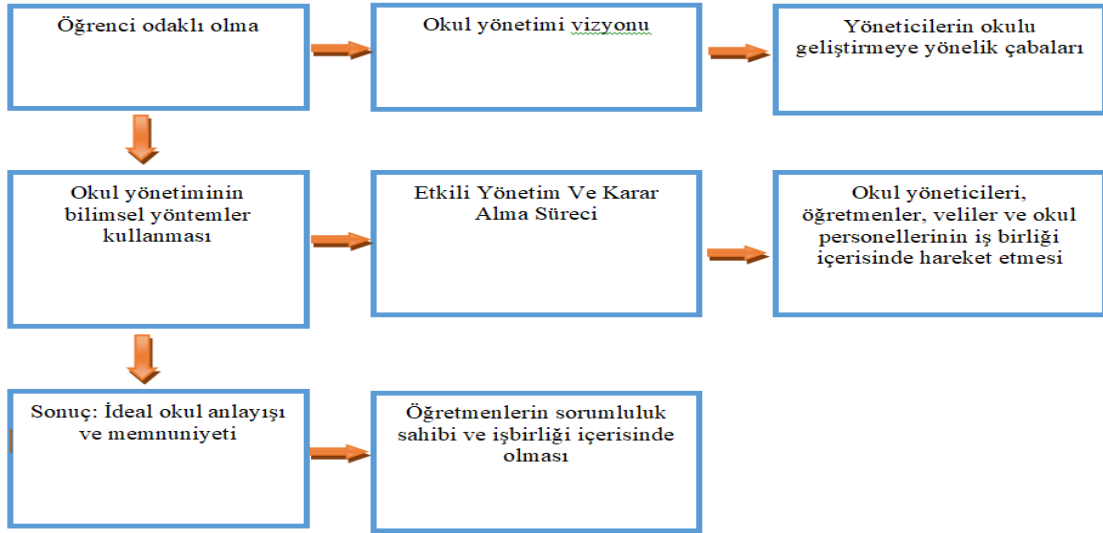 Öğrenci odaklı olma
Okul yönetimi vizyonu
Yöneticilerin okulu
geliştirmeye yönelik çabaları
Okul yönetiminin
bilimsel yöntemler
kullanması
Etkili Yönetim Ve Karar
Alma Süreci
Okul yöneticileri,
öğretmenler, veliler ve okul
personellerinin iş birliği
içerisinde hareket etmesi
Sonuç: İdeal okul anlayışı
ve memnuniyeti
Öğretmenlerin sorumluluk
sahibi ve işbirliği içerisinde
olması